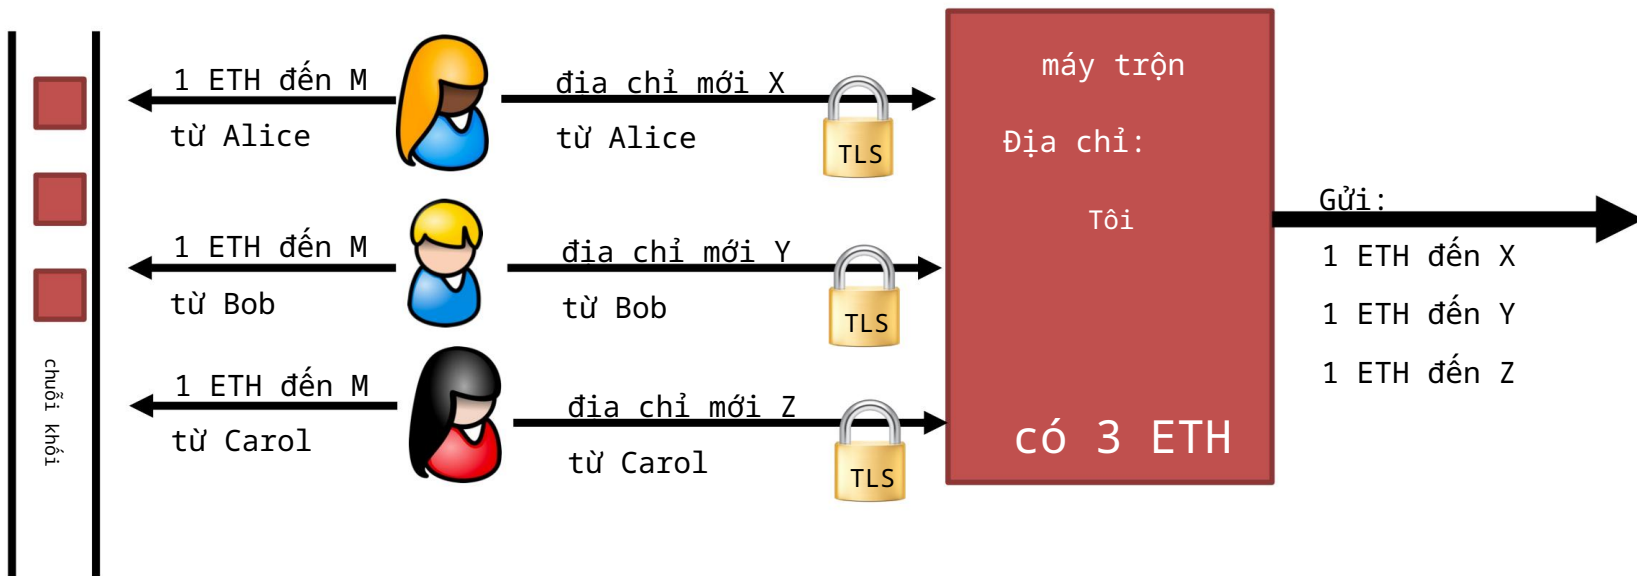 1 ETH đến M
từ Alice
địa chỉ mới X
từ Alice
TLS
1 ETH đến M
từ Bob
địa chỉ mới Y
từ Bob
TLS
1 ETH đến M
từ Carol
địa chỉ mới Z
từ Carol
TLS
chuỗi khối
máy trộn
Địa chỉ:
Tôi
có 3 ETH
Gửi:
1 ETH đến X
1 ETH đến Y
1 ETH đến Z